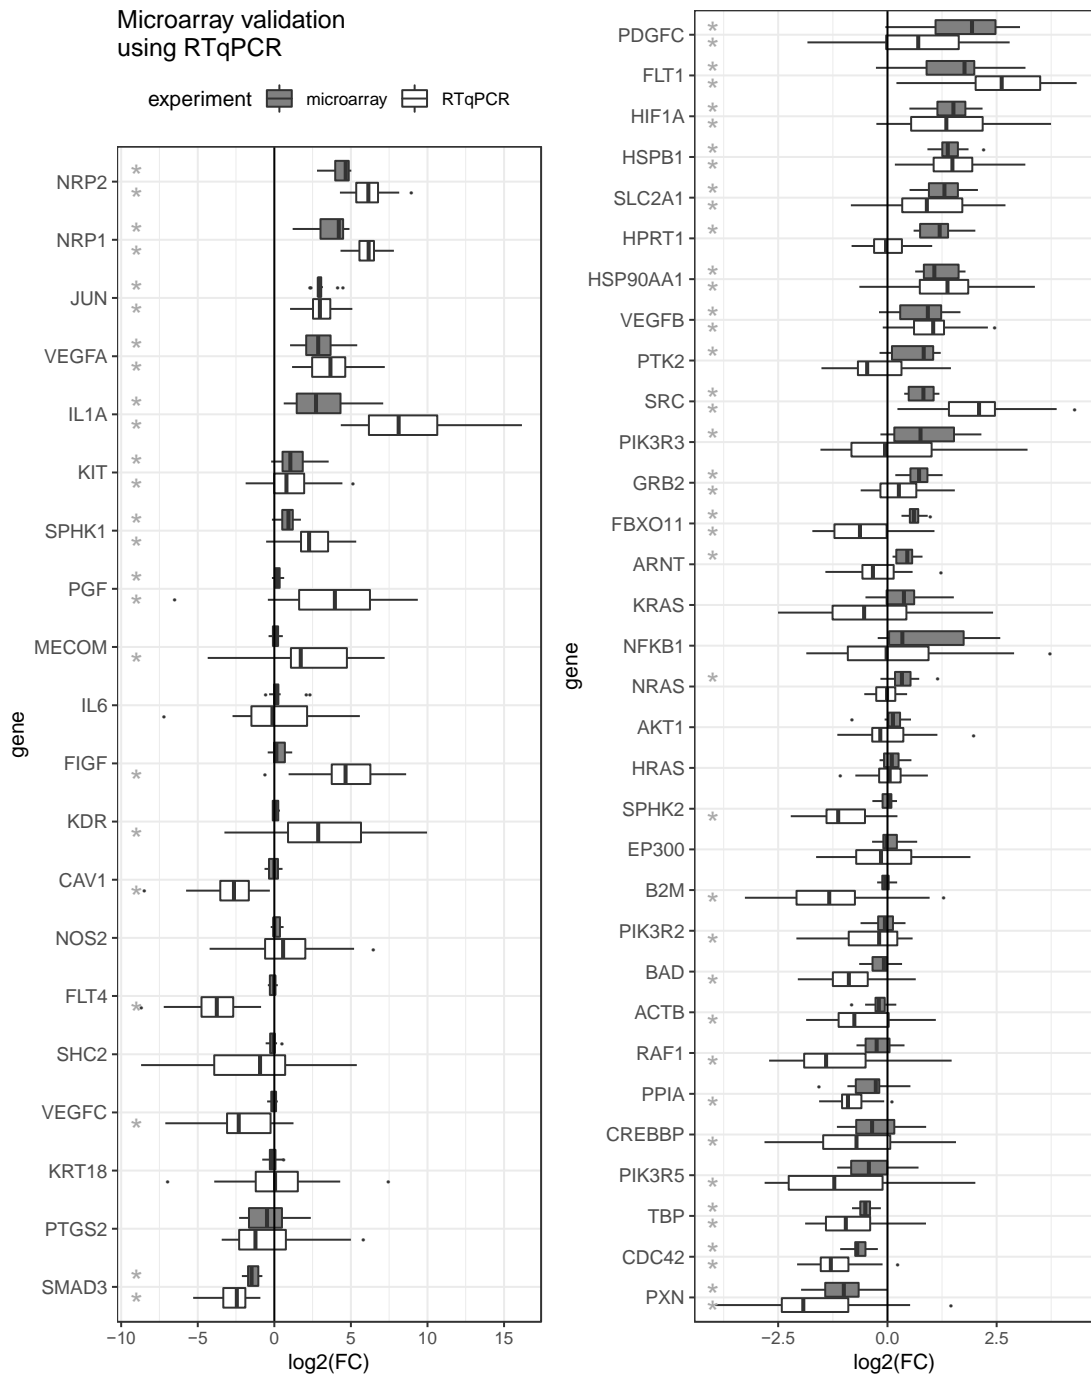 Microarray validation
using RTqPCR
experiment microarray RTqPCR
gene
NRP2 * *
NRP1 * *
JUN * *
VEGFA * *
IL1A * *
KIT * *
SPHK1 * *
PGF * *
MECOM *
IL6
FIGF *
KDR *
CAV1 *
NOS2
FLT4 *
SHC2
VEGFC *
KRT18
PTGS2
SMAD3 * *
−10 −5 0 5 10 15
log2(FC)
gene
PDGFC * *
FLT1 * *
HIF1A * *
HSPB1 * *
SLC2A1 * *
HPRT1 *
HSP90AA1 * *
VEGFB * *
PTK2 *
SRC * *
PIK3R3 *
GRB2 * *
FBXO11 * *
ARNT *
KRAS
NFKB1
NRAS *
AKT1
HRAS
SPHK2 *
EP300
B2M *
PIK3R2 *
BAD *
ACTB *
RAF1 *
PPIA *
CREBBP *
PIK3R5 *
TBP * *
CDC42 * *
PXN * *
−2.5 0.0 2.5
log2(FC)